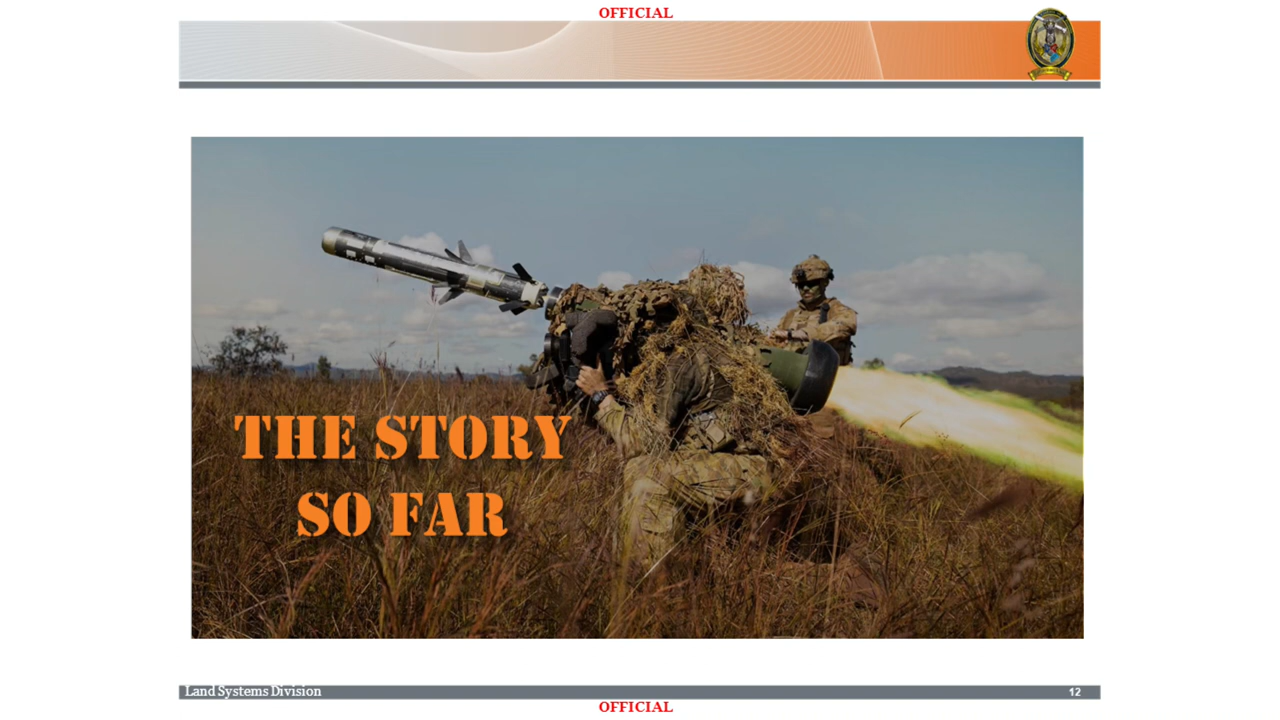 OFFICIAL
THE STORY
SO FAR
Land Systems Division
12
OFFICIAL